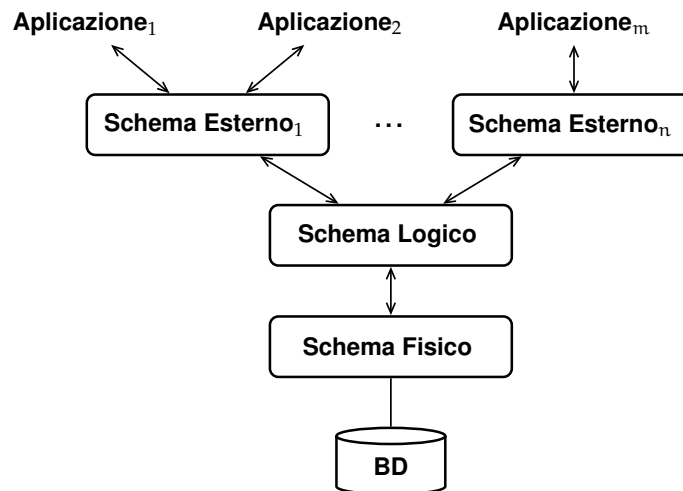 Aplicazione₁ Aplicazione₂ Aplicazioneₘ
Schema Esterno₁ ... Schema Esternoₙ
Schema Logico
Schema Fisico
BD